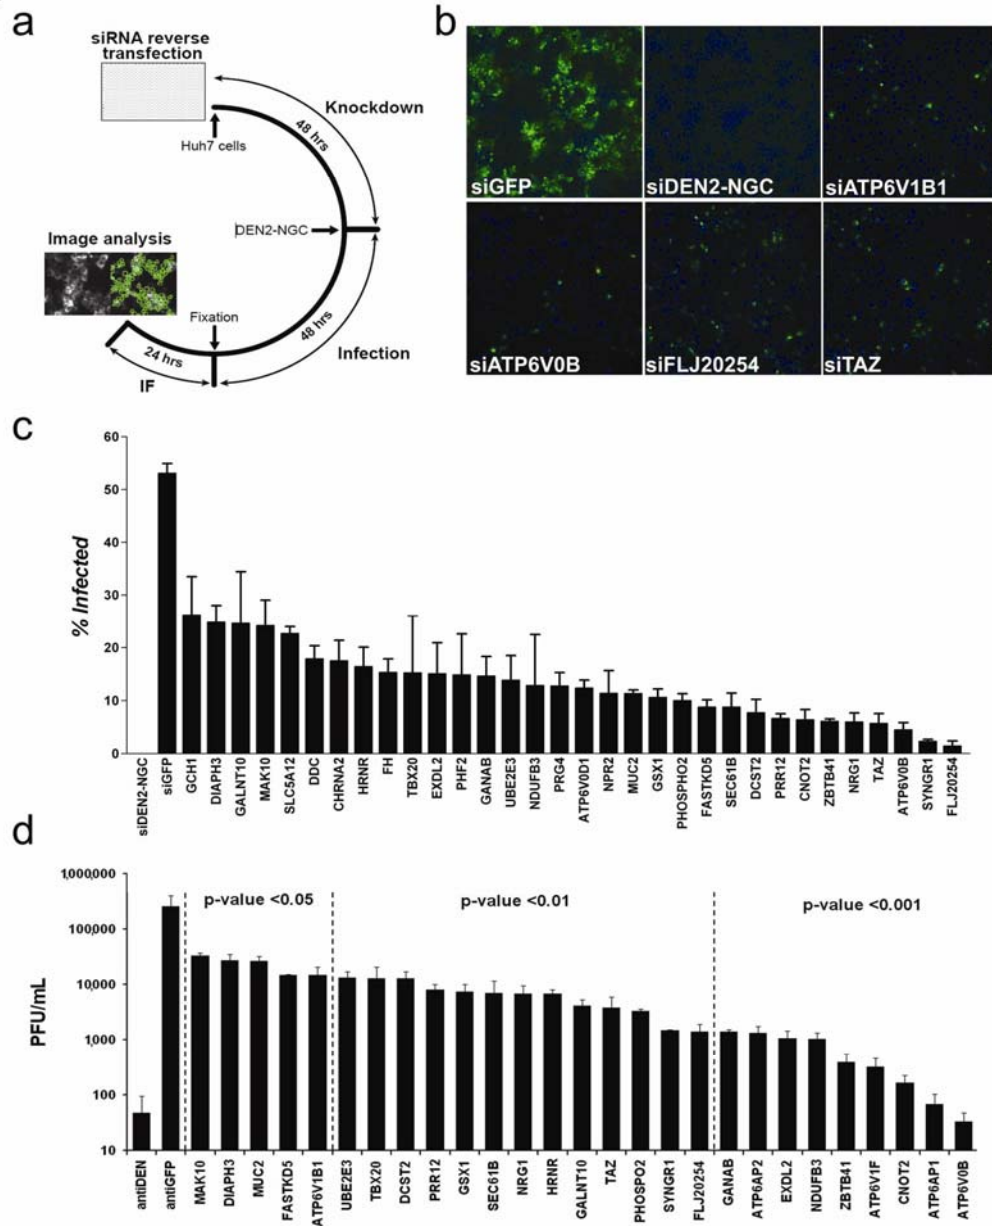 a
siRNA reverse
transfection
Knockdown
48 hrs
Huh7 cells
DEN2-NGC
Image analysis
Fixation
48 hrs
Infection
24 hrs
IF
b
siGFP
siDEN2-NGC
siATP6V1B1
siATP6V0B
siFLJ20254
siTAZ
c
60
50
40
30
20
10
0
% Infected
siDEN2-NGC
siGFP
GCH1
DIAPH3
GALNT10
MAK10
SLC5A12
DDC
CHRNA2
HRNR
FH
TBX20
EXDL2
PHF2
GANAB
UBE2E3
NDUFB3
PRG4
ATP6V0D1
NPR2
MUC2
GSX1
PHOSPHO2
FASTKD5
SEC61B
DCST2
PRR12
CNOT2
ZBTB41
NRG1
TAZ
ATP6V0B
SYNGR1
FLJ20254
d
1,000,000
100,000
10,000
1,000
100
10
PFU/mL
p-value <0.05
p-value <0.01
p-value <0.001
antiDEN
antiGFP
MAK10
DIAPH3
MUC2
FASTKD5
ATP6V1B1
UBE2E3
TBX20
DCST2
PRR12
GSX1
SEC61B
NRG1
HRNR
GALNT10
TAZ
PHOSPO2
SYNGR1
FLJ20254
GANAB
ATP6AP2
EXDL2
NDUFB3
ZBTB41
ATP6V1F
CNOT2
ATP6AP1
ATP6V0B